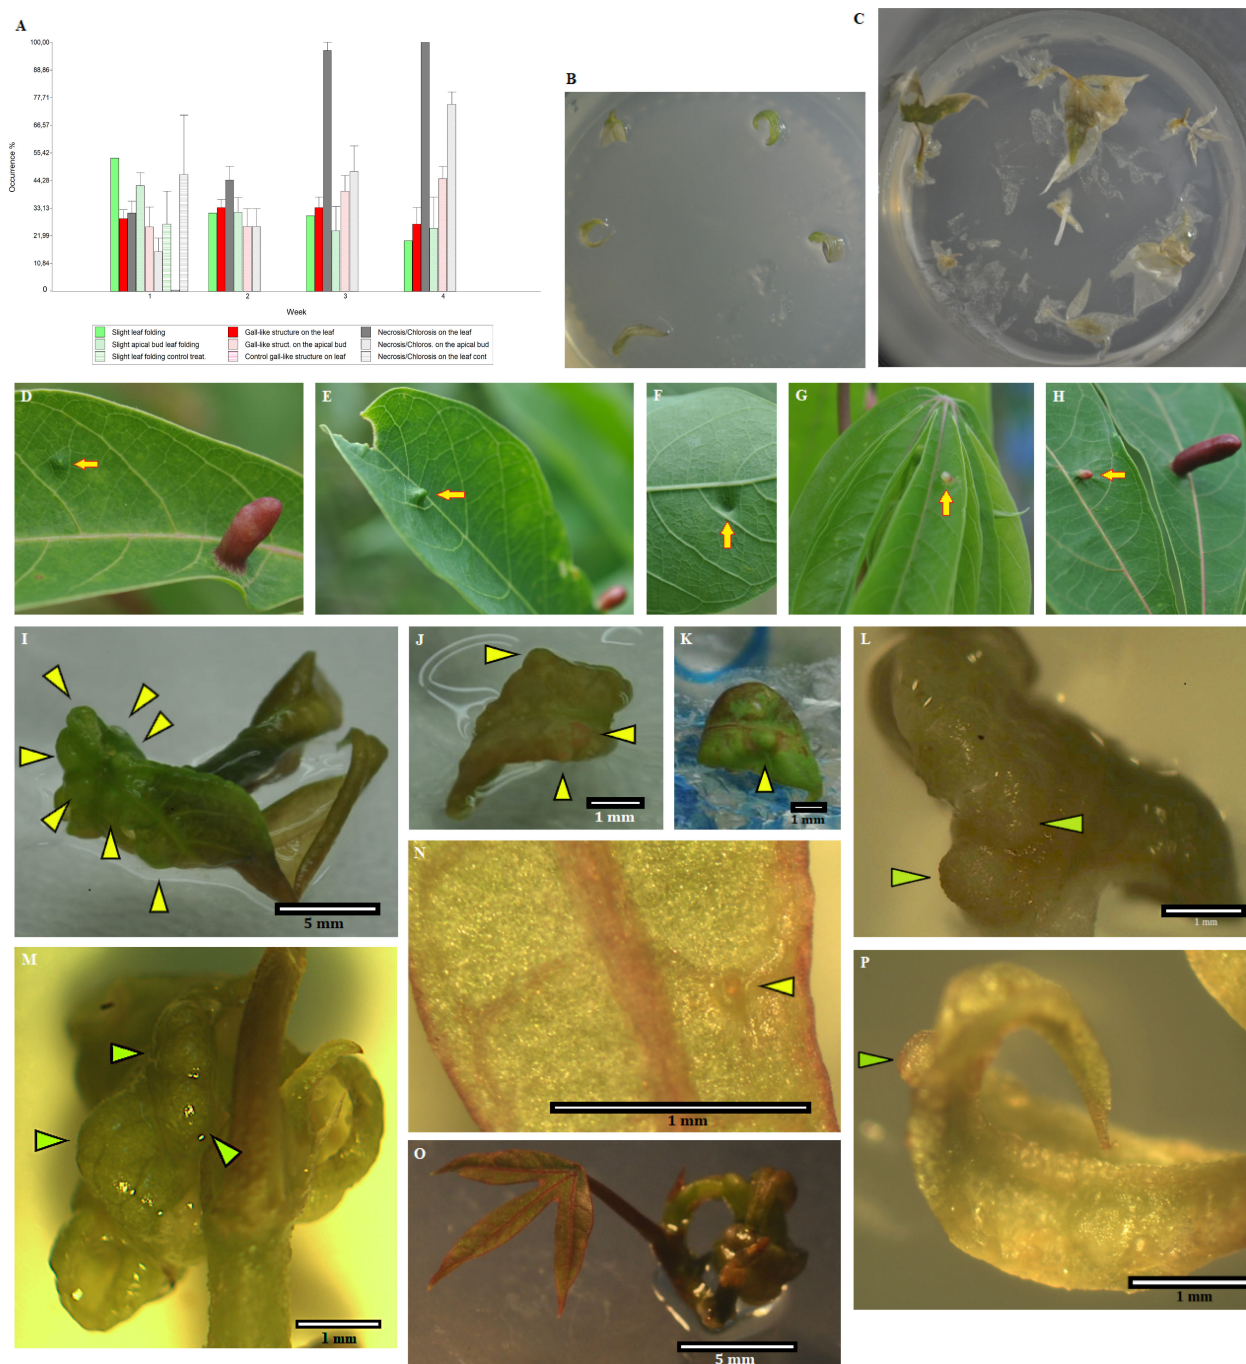 A
100,00
88,86
77,71
66,57
55,42
44,28
33,13
21,99
10,84
0
Occurrence %
1
2
3
4
Week
Slight leaf folding
Gall-like structure on the leaf
Necrosis/Chlorosis on the leaf
Slight apical bud leaf folding
Gall-like struct. on the apical bud
Necrosis/Chloros. on the apical bud
Slight leaf folding control treat.
Control gall-like structure on leaf
Necrosis/Chlorosis on the leaf cont
B
C
D
E
F
G
H
I
5 mm
J
1 mm
K
1 mm
L
1 mm
M
1 mm
N
1 mm
O
5 mm
P
1 mm